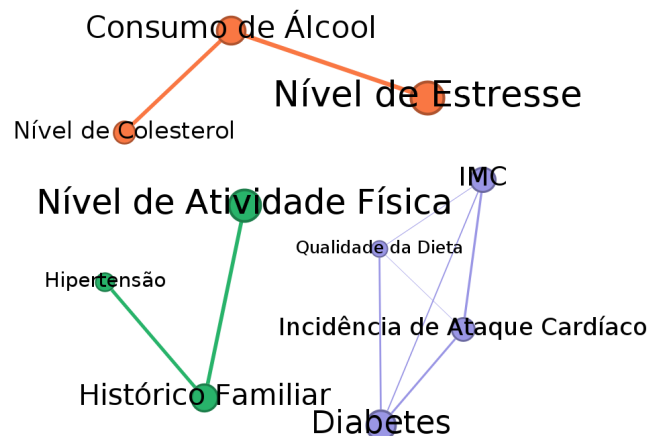 Consumo de Álcool
Nível de Estresse
Nível de Colesterol
IMC
Nível de Atividade Física
Qualidade da Dieta
Hipertensão
Incidência de Ataque Cardíaco
Histórico Familiar
Diabetes